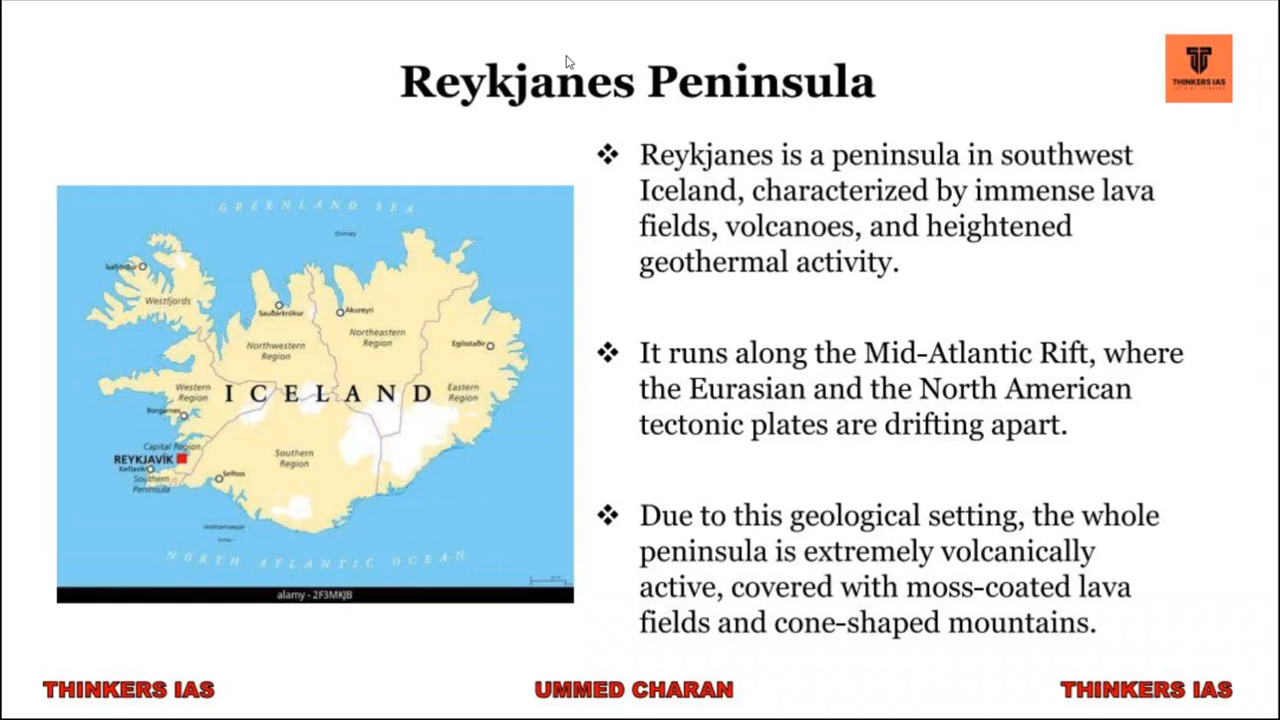 Reykjanes Peninsula
THINKERS IAS
❖ Reykjanes is a peninsula in southwest
Iceland, characterized by immense lava
fields, volcanoes, and heightened
geothermal activity.
❖ It runs along the Mid-Atlantic Rift, where
the Eurasian and the North American
tectonic plates are drifting apart.
❖ Due to this geological setting, the whole
peninsula is extremely volcanically
active, covered with moss-coated lava
fields and cone-shaped mountains.
GREENLAND SEA
Grímsey
Ísafjörður
Westfjords
Sauðárkrókur
Akureyri
Northwestern
Region
Northeastern
Region
Egilsstaðir
Western
Region
ICELAND
Eastern
Region
Borgarnes
Capital Region
REYKJAVÍK
Keflavík
Southern
Peninsula
Selfoss
Southern
Region
Vestmannaeyjar
NORTH ATLANTIC OCEAN
alamy - 2F3MKJB
THINKERS IAS
UMMED CHARAN
THINKERS IAS